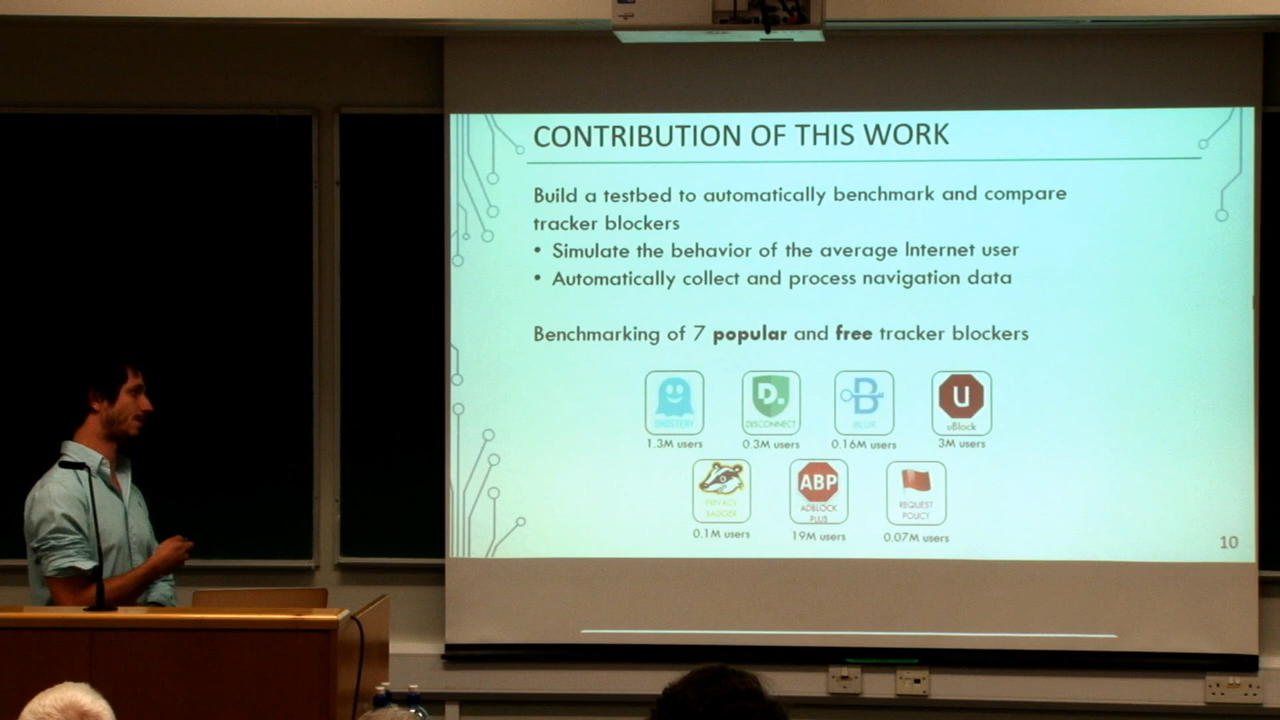 CONTRIBUTION OF THIS WORK
Build a testbed to automatically benchmark and compare
tracker blockers
• Simulate the behavior of the average Internet user
• Automatically collect and process navigation data
Benchmarking of 7 popular and free tracker blockers
GHOSTERY
D.
DISCONNECT
B
BLUR
U
uBlock
1.3M users
0.3M users
0.16M users
3M users
PRIVACY
BADGER
ABP
ADBLOCK
PLUS
REQUEST
POLICY
0.1M users
19M users
0.07M users
10